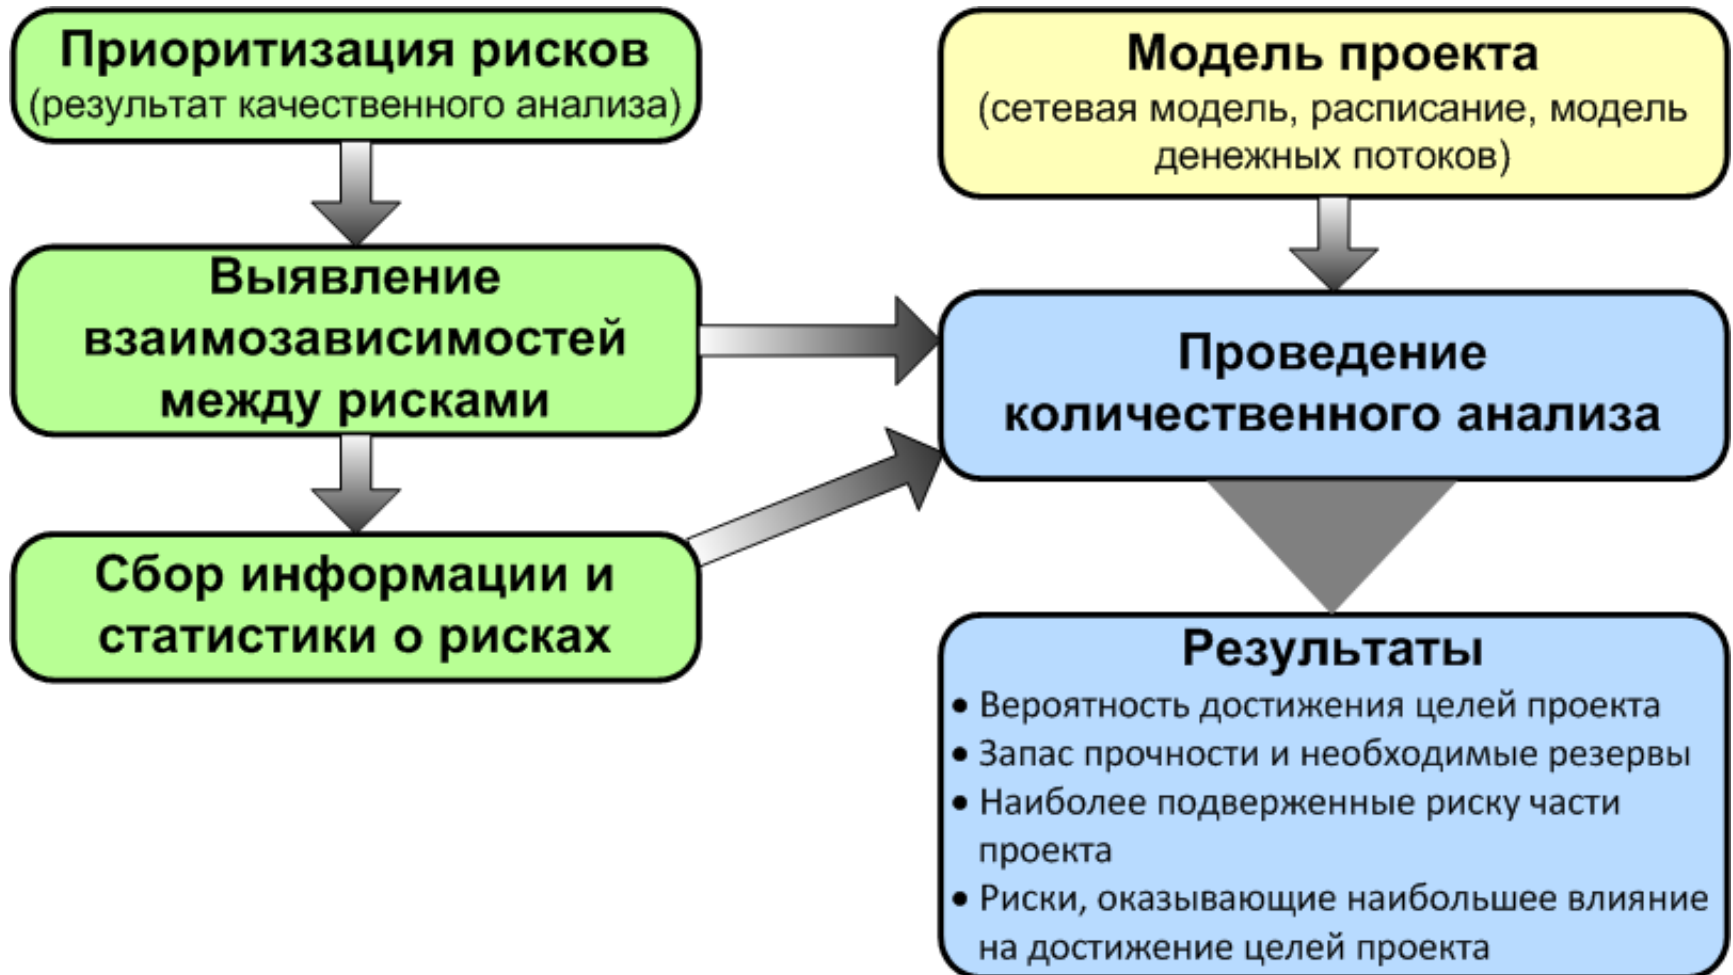 Приоритизация рисков
(результат качественного анализа)
Выявление
взаимозависимостей
между рисками
Сбор информации и
статистики о рисках
Модель проекта
(сетевая модель, расписание, модель
денежных потоков)
Проведение
количественного анализа
Результаты
• Вероятность достижения целей проекта
• Запас прочности и необходимые резервы
• Наиболее подверженные риску части
проекта
• Риски, оказывающие наибольшее влияние
на достижение целей проекта